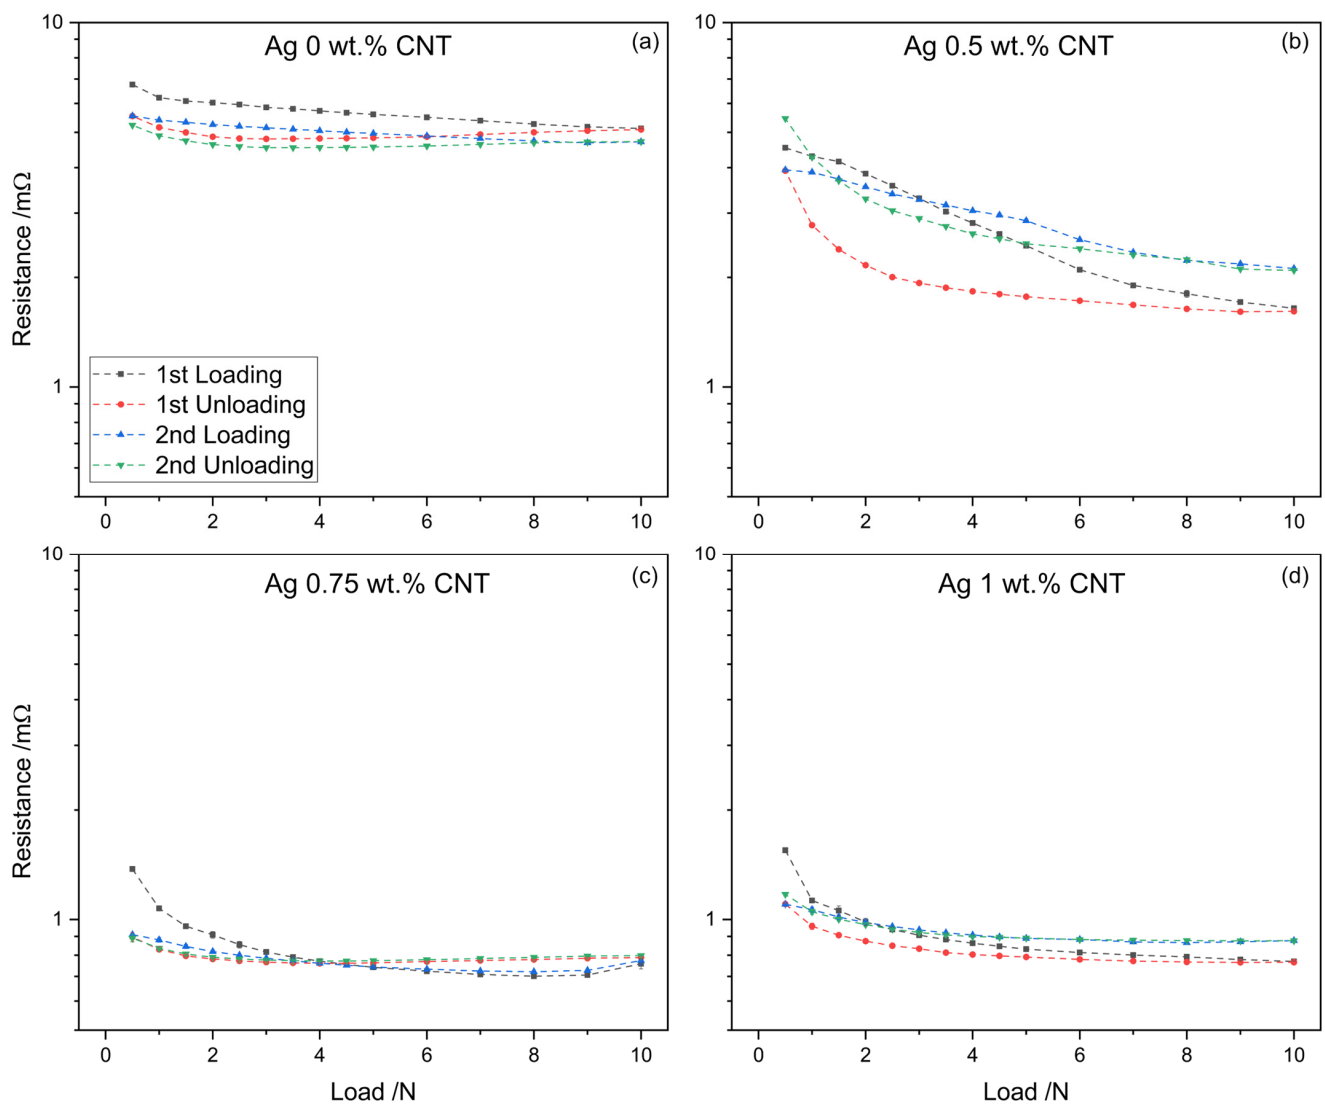 Ag 0 wt.% CNT
(a)
10
1
Resistance /mΩ
1st Loading
1st Unloading
2nd Loading
2nd Unloading
0 2 4 6 8 10
Ag 0.5 wt.% CNT
(b)
10
1
0 2 4 6 8 10
Ag 0.75 wt.% CNT
(c)
10
1
Resistance /mΩ
0 2 4 6 8 10
Load /N
Ag 1 wt.% CNT
(d)
10
1
0 2 4 6 8 10
Load /N